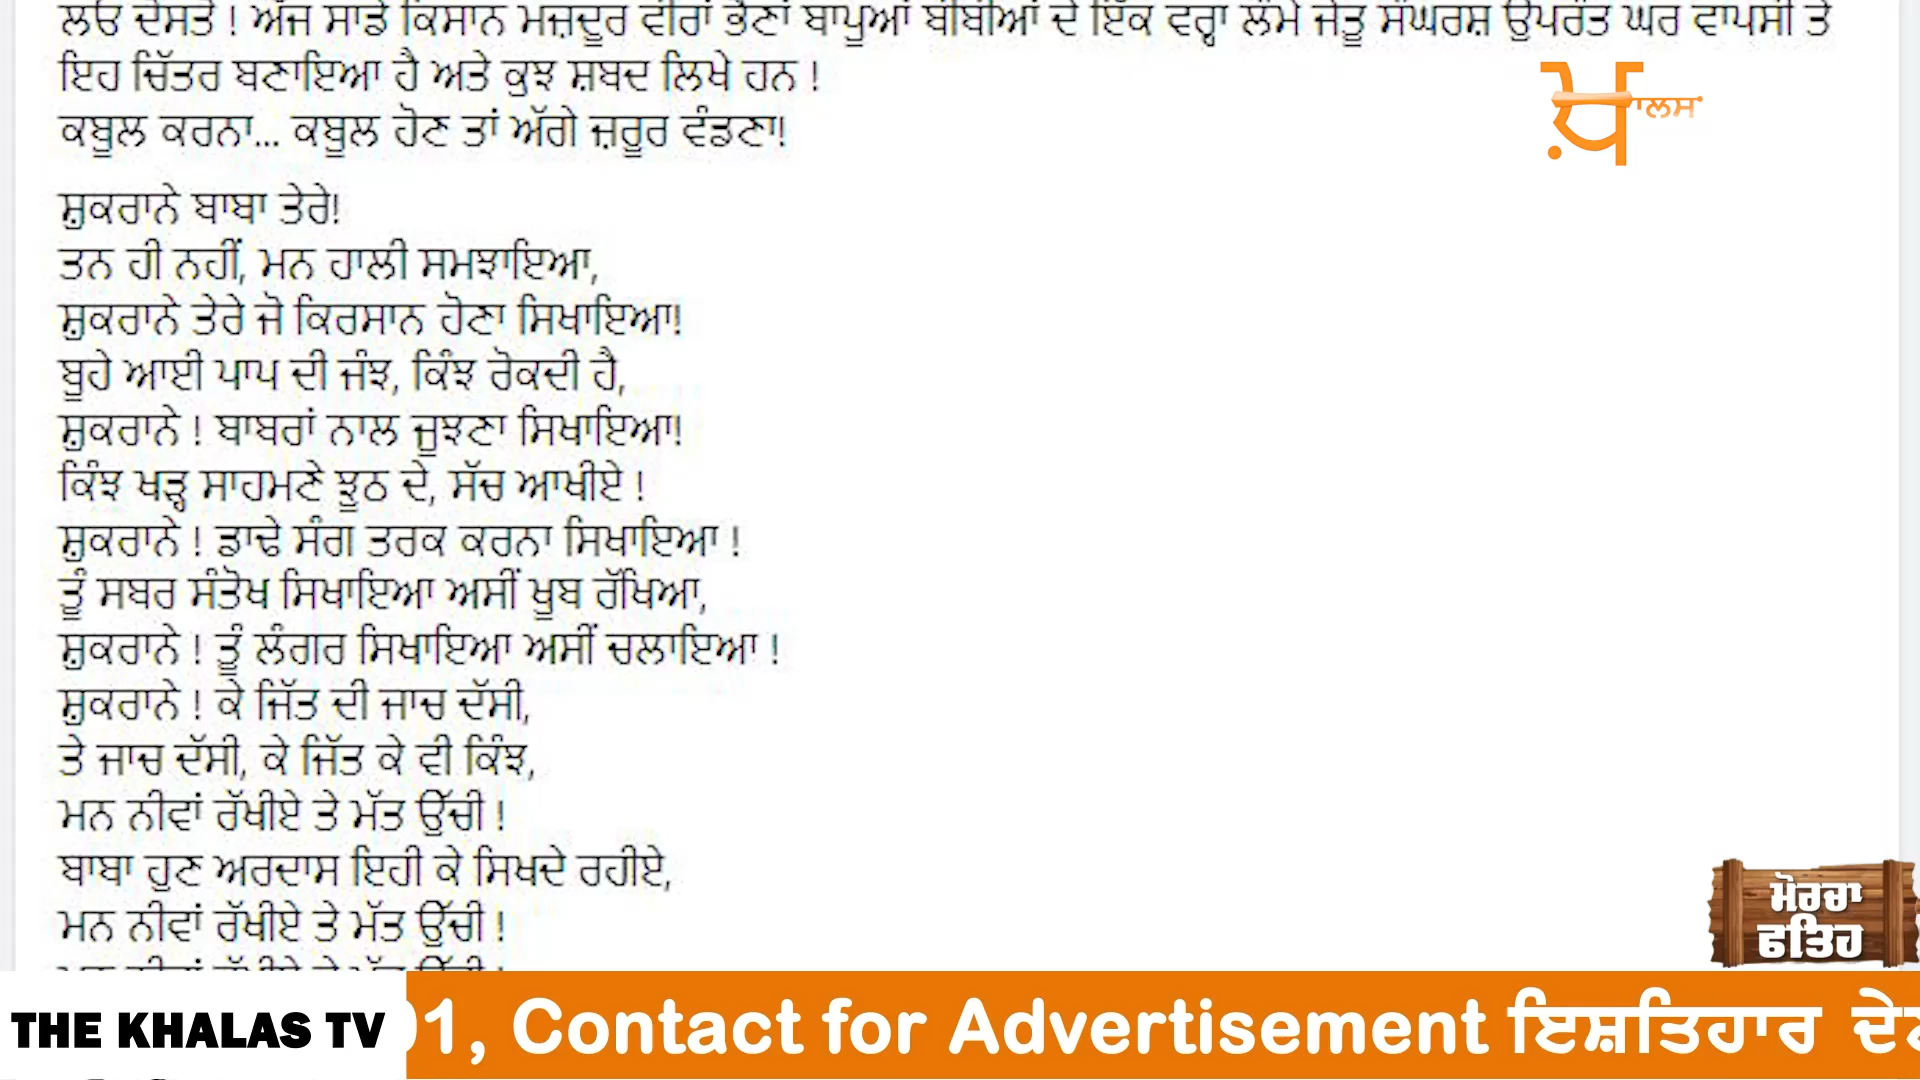 ਲਓ ਦੋਸਤੋ ! ਅੱਜ ਸਾਡੇ ਕਿਸਾਨ ਮਜ਼ਦੂਰ ਵੀਰਾਂ ਭੈਣਾਂ ਬਾਪੂਆਂ ਬੇਬੇਆਂ ਦੇ ਇੱਕ ਵਰ੍ਹਾ ਲੰਮੇ ਜੇਤੂ ਸੰਘਰਸ਼ ਉਪਰੰਤ ਘਰ ਵਾਪਸੀ ਤੇ
ਇਹ ਚਿੱਤਰ ਬਣਾਇਆ ਹੈ ਅਤੇ ਕੁਝ ਸ਼ਬਦ ਲਿਖੇ ਹਨ !
ਕਬੂਲ ਕਰਨਾ... ਕਬੂਲ ਹੋਣ ਤਾਂ ਅੱਗੇ ਜ਼ਰੂਰ ਵੰਡਣਾ!
ਖ਼ਾਲਸ
ਸ਼ੁਕਰਾਨੇ ਬਾਬਾ ਤੇਰੇ!
ਤਨ ਹੀ ਨਹੀਂ, ਮਨ ਹਾਲੀ ਸਮਝਾਇਆ,
ਸ਼ੁਕਰਾਨੇ ਤੇਰੇ ਜੋ ਕਿਰਸਾਨ ਹੋਣਾ ਸਿਖਾਇਆ!
ਬੂਹੇ ਆਈ ਪਾਪ ਦੀ ਜੰਝ, ਕਿੰਝ ਰੋਕਦੀ ਹੈ,
ਸ਼ੁਕਰਾਨੇ ! ਬਾਬਰਾਂ ਨਾਲ ਜੂਝਣਾ ਸਿਖਾਇਆ!
ਕਿੰਝ ਖੜ੍ਹ ਸਾਹਮਣੇ ਝੂਠ ਦੇ, ਸੱਚ ਆਖੀਏ !
ਸ਼ੁਕਰਾਨੇ ! ਡਾਢੇ ਸੰਗ ਤਰਕ ਕਰਨਾ ਸਿਖਾਇਆ !
ਤੂੰ ਸਬਰ ਸੰਤੋਖ ਸਿਖਾਇਆ ਅਸੀਂ ਖੂਬ ਰੱਖਿਆ,
ਸ਼ੁਕਰਾਨੇ ! ਤੂੰ ਲੰਗਰ ਸਿਖਾਇਆ ਅਸੀਂ ਚਲਾਇਆ !
ਸ਼ੁਕਰਾਨੇ ! ਕੇ ਜਿੱਤ ਦੀ ਜਾਚ ਦੱਸੀ,
ਤੇ ਜਾਚ ਦੱਸੀ, ਕੇ ਜਿੱਤ ਕੇ ਵੀ ਕਿੰਝ,
ਮਨ ਨੀਵਾਂ ਰੱਖੀਏ ਤੇ ਮੱਤ ਉੱਚੀ !
ਬਾਬਾ ਹੁਣ ਅਰਦਾਸ ਇਹੀ ਕੇ ਸਿਖਦੇ ਰਹੀਏ,
ਮਨ ਨੀਵਾਂ ਰੱਖੀਏ ਤੇ ਮੱਤ ਉੱਚੀ !
ਮੋਰਚਾ
ਫਤਿਹ
THE KHALAS TV
01, Contact for Advertisement ਇਸ਼ਤਿਹਾਰ